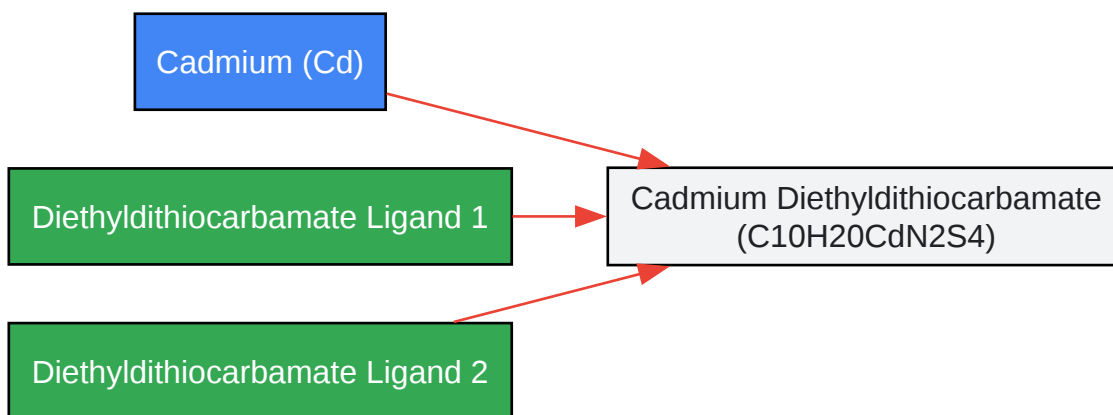 Cadmium (Cd)
Diethyldithiocarbamate Ligand 1
Cadmium Diethyldithiocarbamate
(C10H20CdN2S4)
Diethyldithiocarbamate Ligand 2